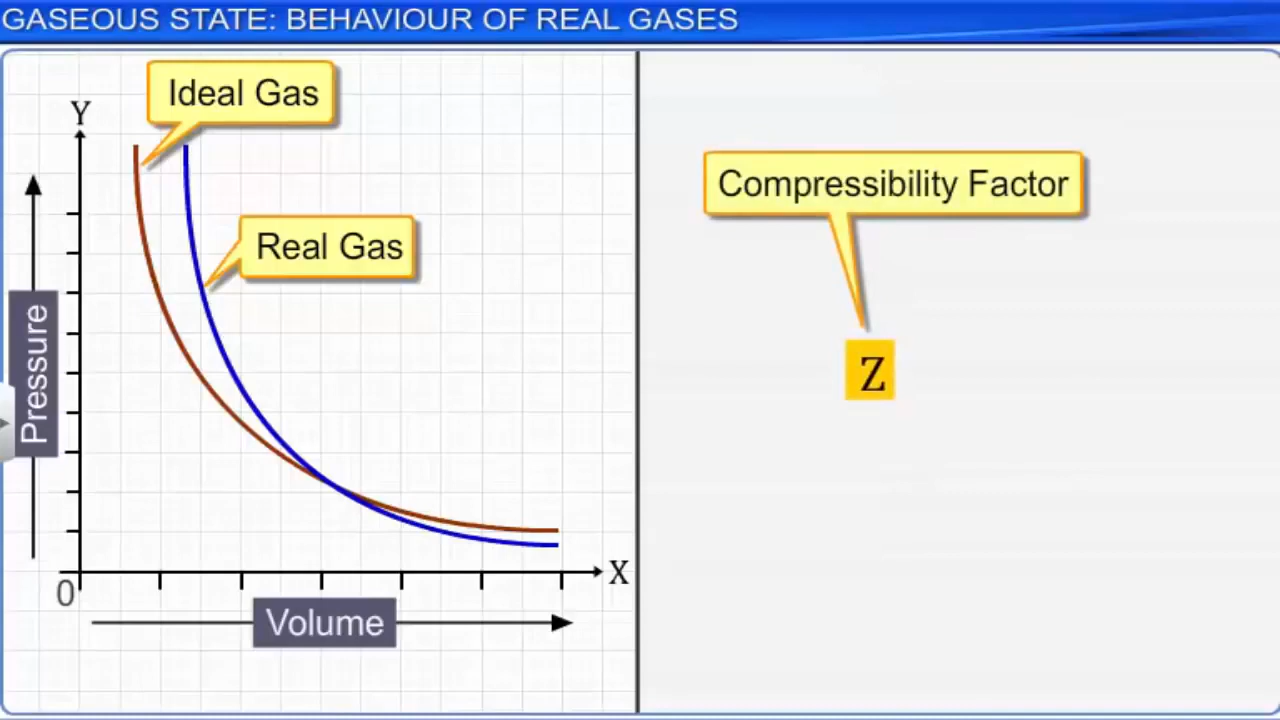 GASEOUS STATE: BEHAVIOUR OF REAL GASES
Y
Ideal Gas
Real Gas
Pressure
0
X
Volume
Compressibility Factor
Z